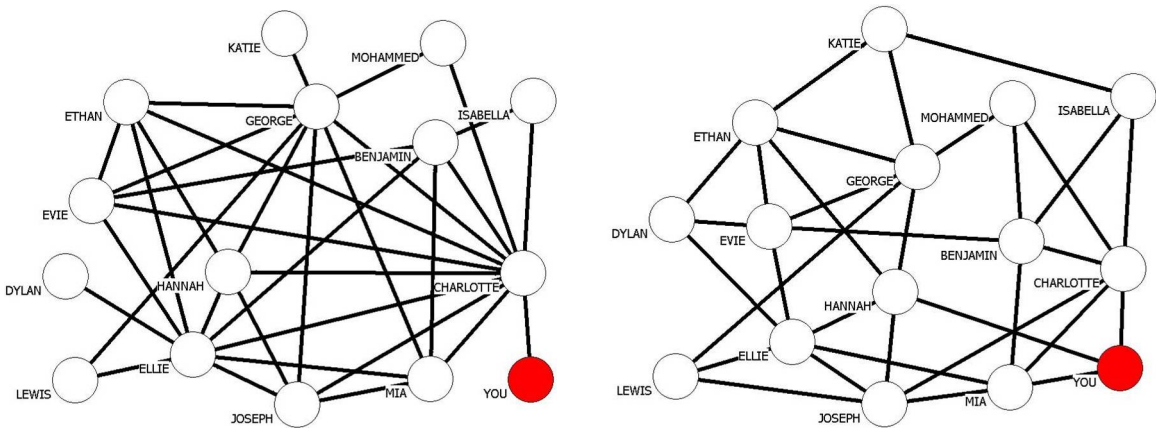 KATIE
MOHAMMED
ETHAN
GEORGE
ISABELLA
BENJAMIN
EVIE
DYLAN
HANNAH
CHARLOTTE
LEWIS
ELLIE
JOSEPH
MIA
YOU
KATIE
MOHAMMED
ISABELLA
ETHAN
GEORGE
DYLAN
EVIE
BENJAMIN
CHARLOTTE
HANNAH
ELLIE
LEWIS
JOSEPH
MIA
YOU